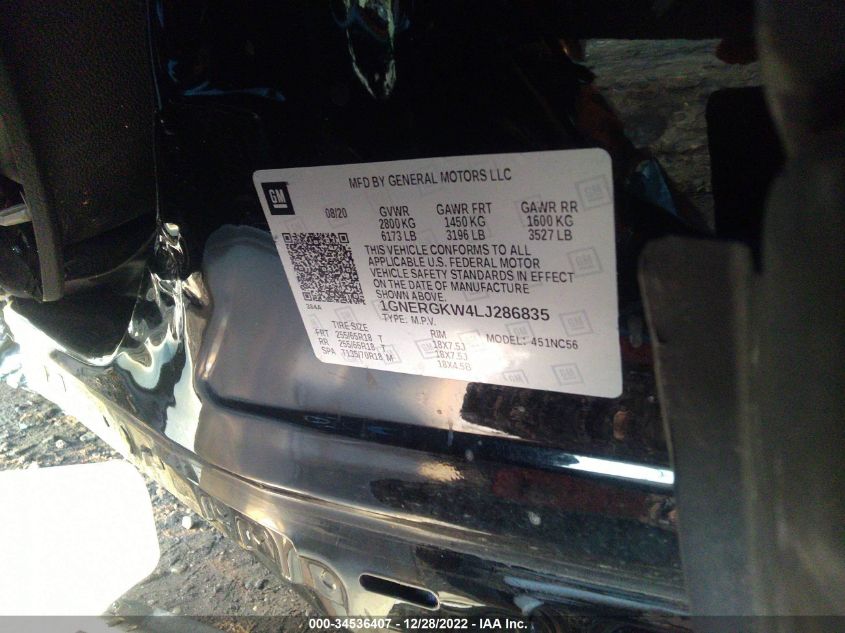 GM
MFD BY GENERAL MOTORS LLC
08/20 GVWR GAWR FRT GAWR RR
2800 KG 1450 KG 1600 KG
6173 LB 3196 LB 3527 LB
THIS VEHICLE CONFORMS TO ALL
APPLICABLE U.S. FEDERAL MOTOR
VEHICLE SAFETY STANDARDS IN EFFECT
ON THE DATE OF MANUFACTURE
SHOWN ABOVE.
1GNERGKW4LJ286835
TYPE: M.P.V. MODEL: 451NC56
TIRE SIZE RIM
FRT 255/65R18 T 18X7.5J
RR 255/65R18 T 18X7.5J
SPA T135/70R18 M 18X4.5B
000-34536407 - 12/28/2022 - IAA Inc.